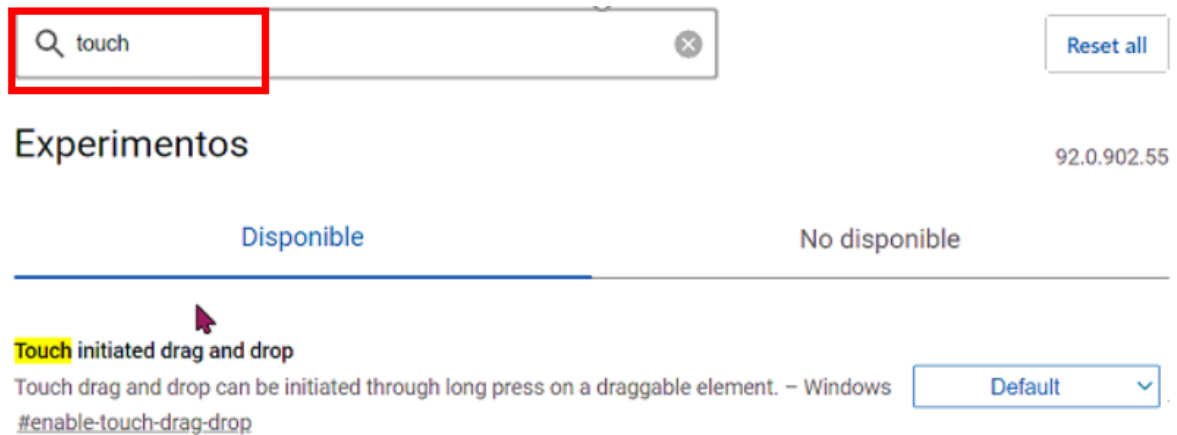 touch
Reset all
Experimentos
92.0.902.55
Disponible
No disponible
Touch initiated drag and drop
Touch drag and drop can be initiated through long press on a draggable element. – Windows
Default
#enable-touch-drag-drop